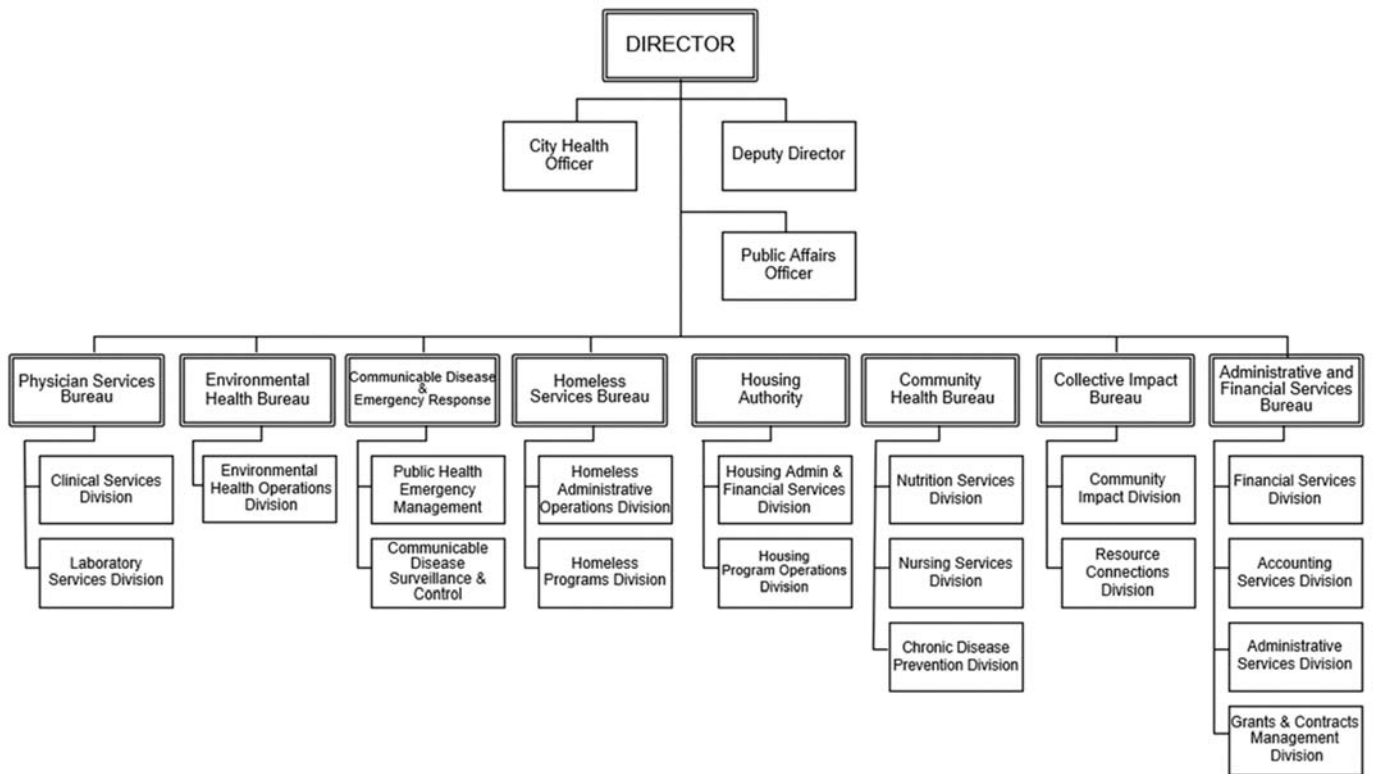 DIRECTOR
City Health
Officer
Deputy Director
Public Affairs
Officer
Physician Services
Bureau
Environmental
Health Bureau
Communicable Disease
&
Emergency Response
Homeless
Services Bureau
Housing
Authority
Community
Health Bureau
Collective Impact
Bureau
Administrative and
Financial Services
Bureau
Clinical Services
Division
Laboratory
Services Division
Environmental
Health Operations
Division
Public Health
Emergency
Management
Communicable
Disease
Surveillance &
Control
Homeless
Administrative
Operations Division
Homeless
Programs Division
Housing Admin &
Financial Services
Division
Housing
Program Operations
Division
Nutrition Services
Division
Nursing Services
Division
Chronic Disease
Prevention Division
Community
Impact Division
Resource
Connections
Division
Financial Services
Division
Accounting
Services Division
Administrative
Services Division
Grants & Contracts
Management
Division